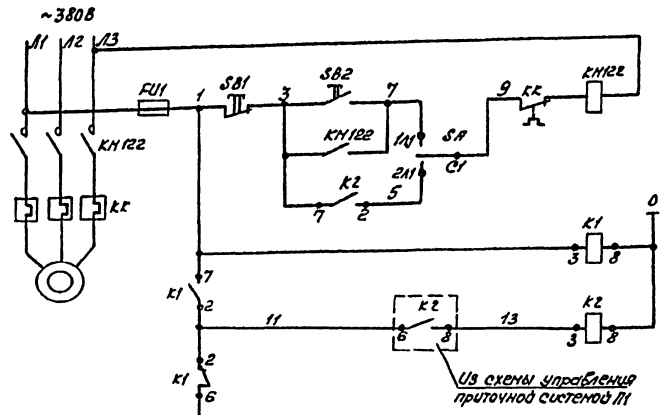 ~380В
Л1 Л2 Л3
FU1 1 SB1 3 SB2 7 9 КК КМ122
КМ122 КМ122 1Л1 SA
С1
2Л1
К2 5
7 2
КК
0
К1
3 8
7
К1
2
11 К2 13 К2
6 8 3 8
2
К1
6
Из схемы управления
приточной системой П1